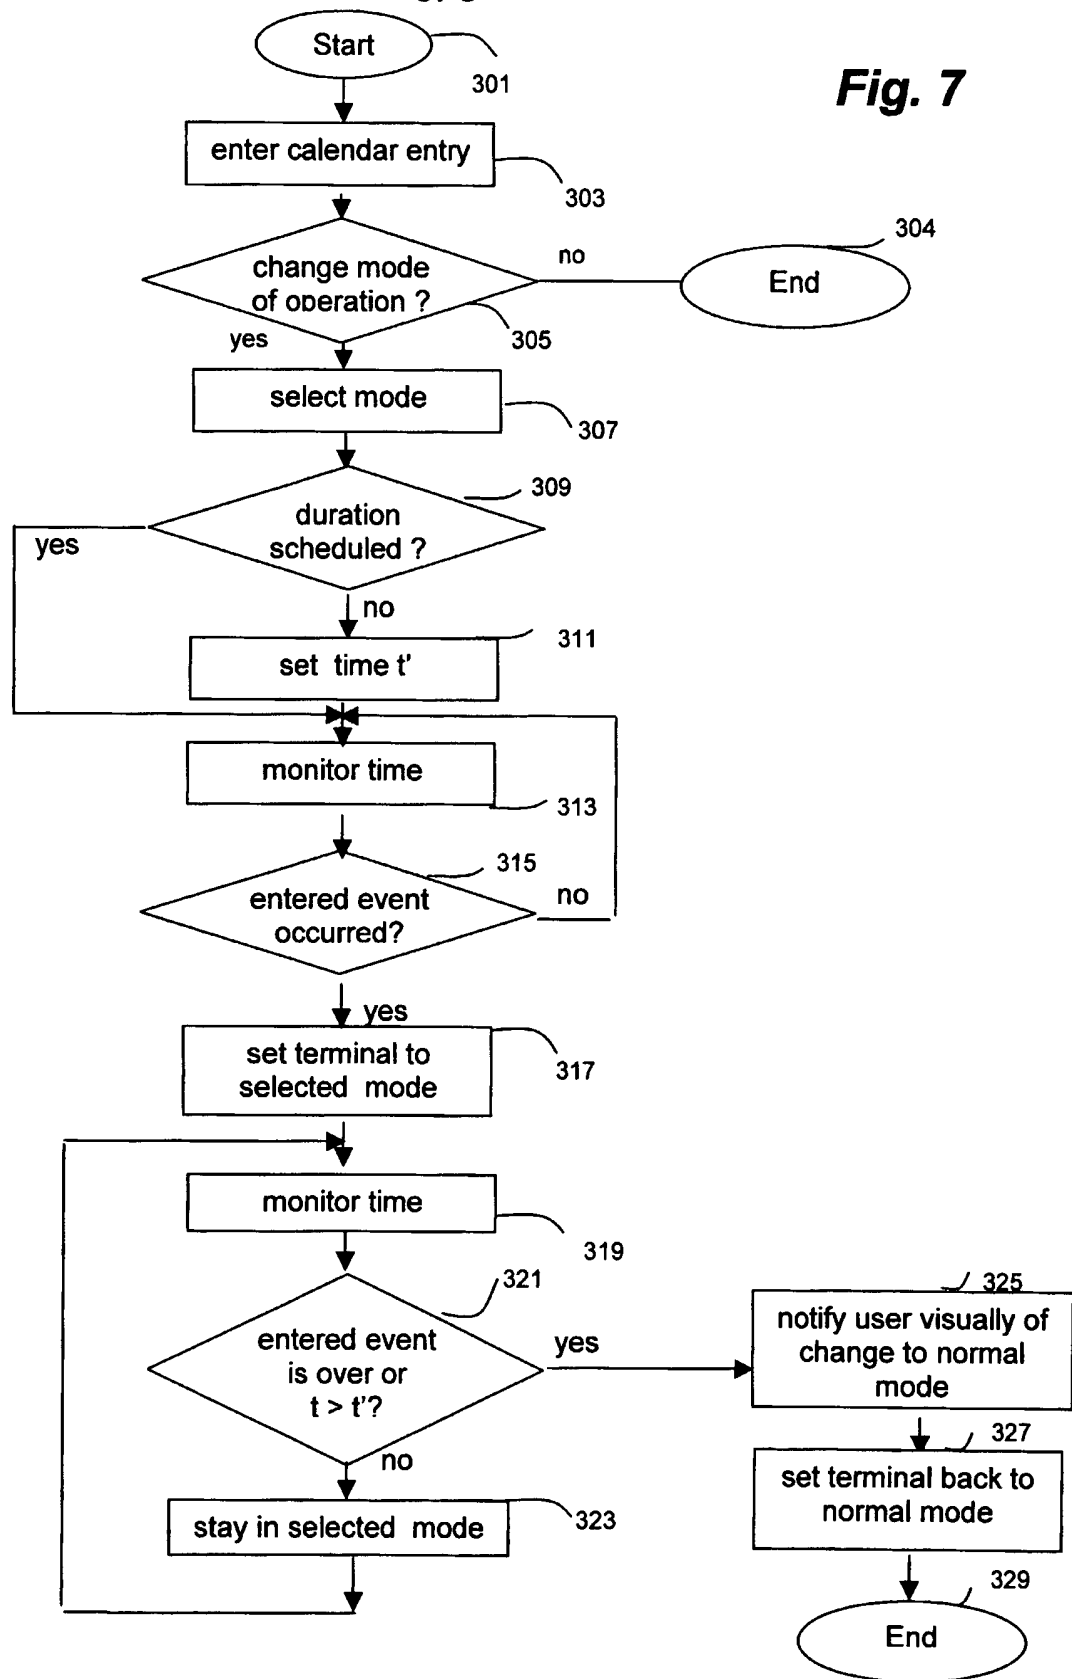 Start
301
Fig. 7
enter calendar entry
303
304
change mode
of operation ?
no
End
305
yes
select mode
307
309
duration
scheduled ?
yes
no
311
set time t'
monitor time
313
315
entered event
occurred?
no
yes
set terminal to
selected mode
317
monitor time
319
321
entered event
is over or
t > t'?
yes
325
notify user visually of
change to normal
mode
no
327
set terminal back to
normal mode
stay in selected mode
323
329
End